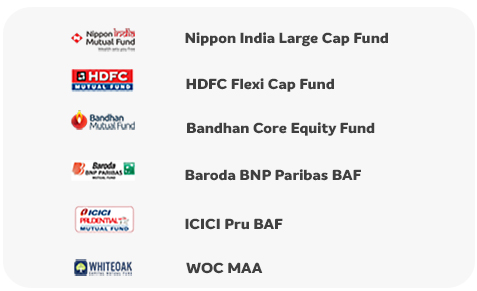 Nippon india
Mutual Fund
Wealth sets you free
Nippon India Large Cap Fund
HDFC
MUTUAL FUND
HDFC Flexi Cap Fund
Bandhan
Mutual Fund
Bandhan Core Equity Fund
Baroda
BNP PARIBAS
MUTUAL FUND
Baroda BNP Paribas BAF
ICICI
PRUDENTIAL
MUTUAL FUND
ICICI Pru BAF
WHITEOAK
CAPITAL MUTUAL FUND
WOC MAA